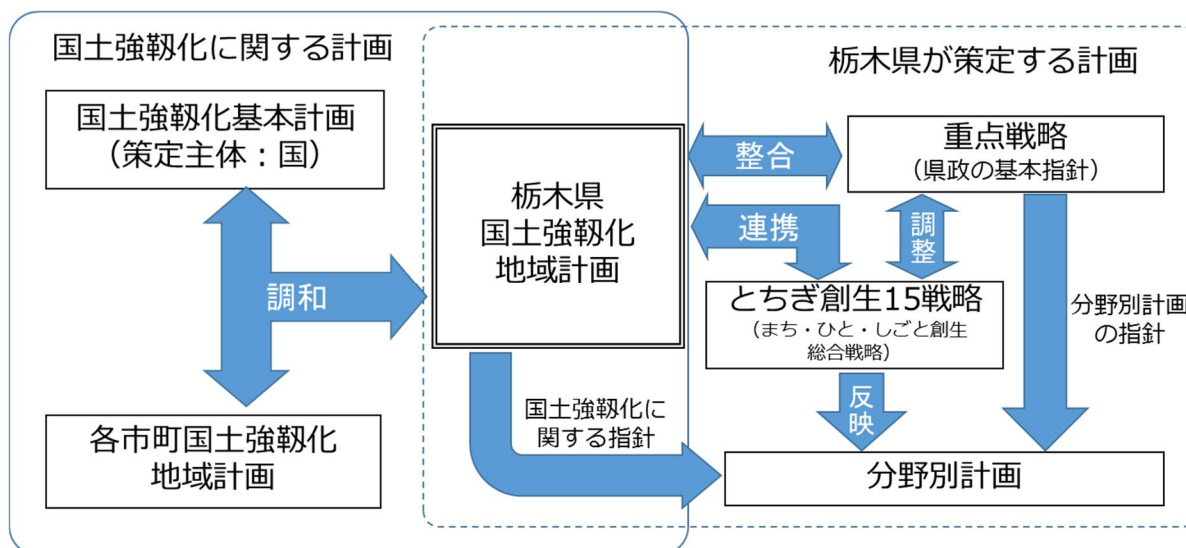 国土強靱化に関する計画
国土強靱化基本計画
（策定主体：国）
調和
各市町国土強靱化
地域計画
栃木県が策定する計画
栃木県
国土強靱化
地域計画
整合
連携
重点戦略
（県政の基本指針）
調整
とちぎ創生15戦略
（まち・ひと・しごと創生
総合戦略）
反映
分野別計画
の指針
国土強靱化に
関する指針
分野別計画